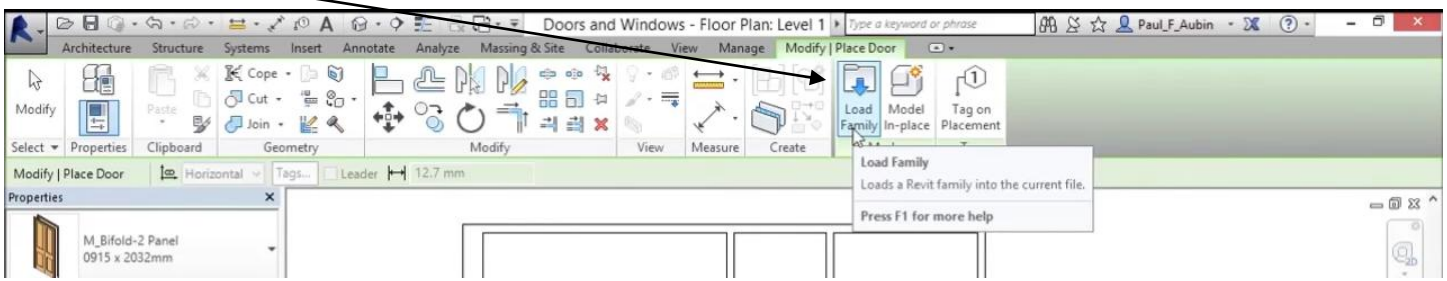 Doors and Windows - Floor Plan: Level 1 Type a keyword or phrase Paul_F_Aubin
Architecture Structure Systems Insert Annotate Analyze Massing & Site Collaborate View Manage Modify | Place Door
Modify
Properties
Paste
Cope
Cut
Join
Load Family
Model In-place
Tag on Placement
Select Properties Clipboard Geometry Modify View Measure Create
Modify | Place Door Horizontal Tags... Leader 12.7 mm
Load Family
Loads a Revit family into the current file.
Press F1 for more help
Properties
M_Bifold-2 Panel
0915 x 2032mm
2D